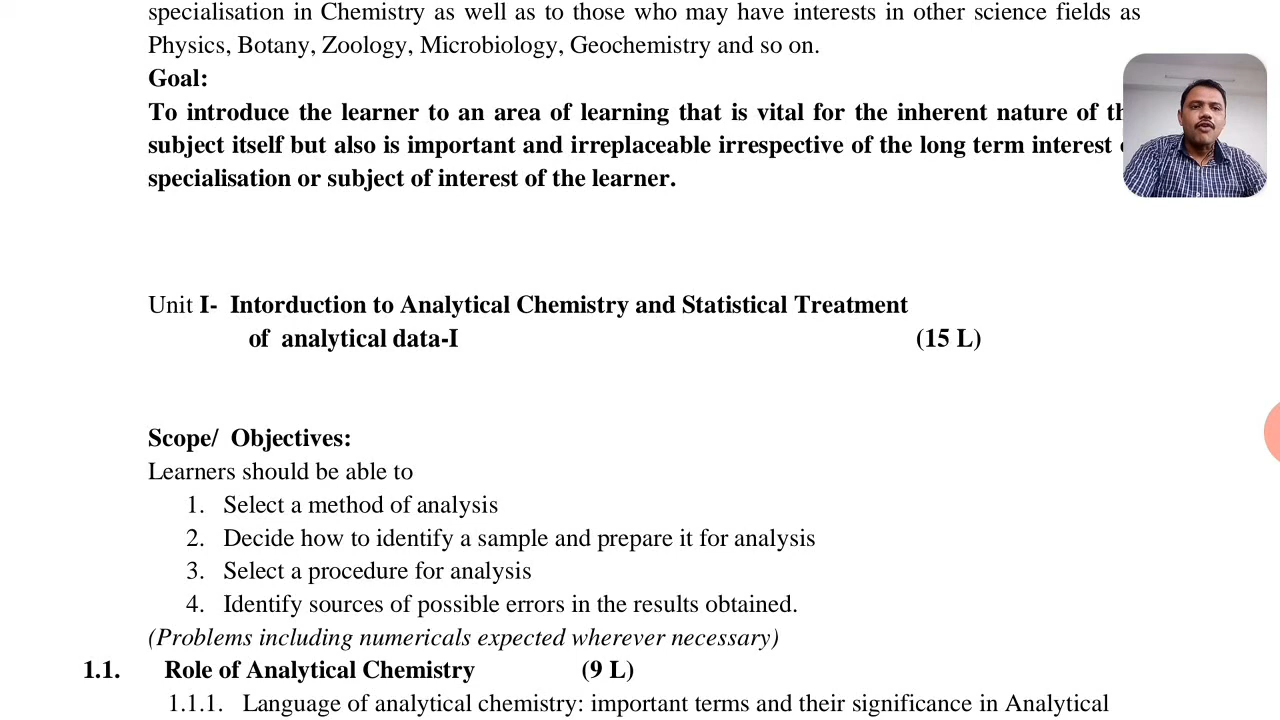 specialisation in Chemistry as well as to those who may have interests in other science fields as
Physics, Botany, Zoology, Microbiology, Geochemistry and so on.
Goal:
To introduce the learner to an area of learning that is vital for the inherent nature of th
subject itself but also is important and irreplaceable irrespective of the long term interest
specialisation or subject of interest of the learner.
Unit I- Intorduction to Analytical Chemistry and Statistical Treatment
of analytical data-I (15 L)
Scope/ Objectives:
Learners should be able to
1. Select a method of analysis
2. Decide how to identify a sample and prepare it for analysis
3. Select a procedure for analysis
4. Identify sources of possible errors in the results obtained.
(Problems including numericals expected wherever necessary)
1.1. Role of Analytical Chemistry (9 L)
1.1.1. Language of analytical chemistry: important terms and their significance in Analytical